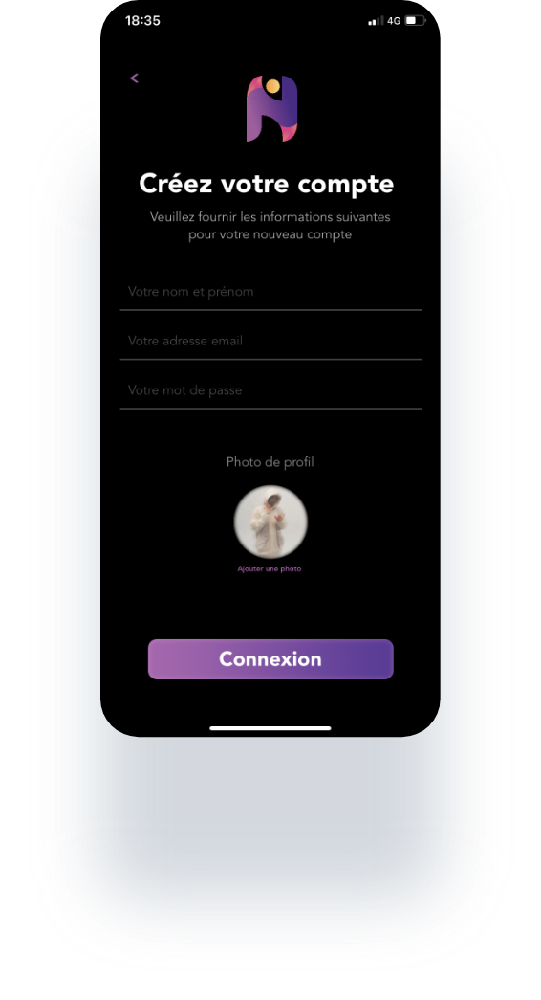 18:35
4G
<
Créez votre compte
Veuillez fournir les informations suivantes
pour votre nouveau compte
Votre nom et prénom
Votre adresse email
Votre mot de passe
Photo de profil
Ajouter une photo
Connexion